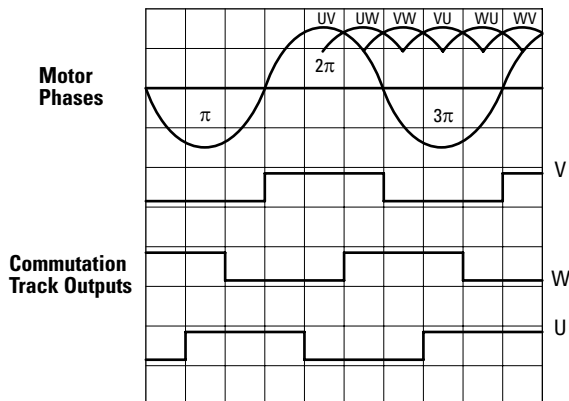 UV UW VW VU WU WV
Motor
Phases
2π
π
3π
V
Commutation
Track Outputs
W
U